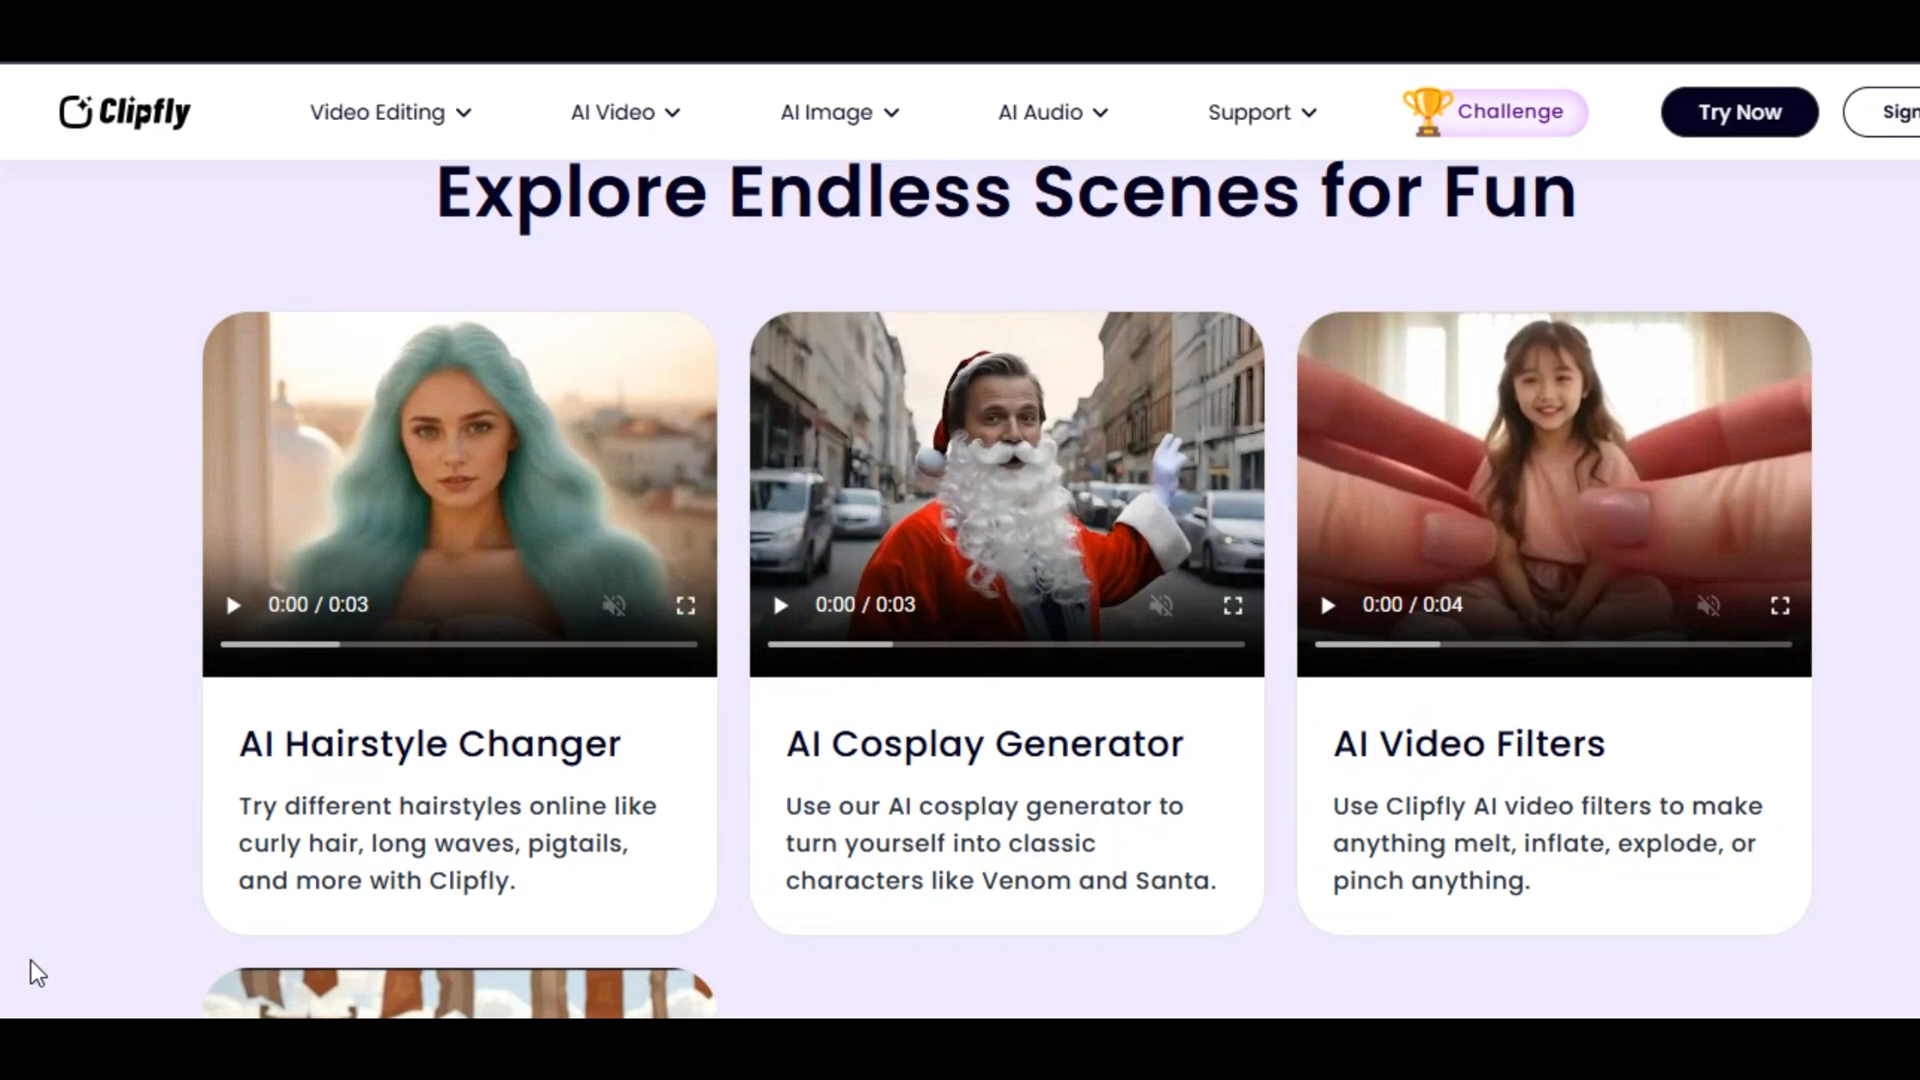 Clipfly
Video Editing
AI Video
AI Image
AI Audio
Support
Challenge
Try Now
Sign
Explore Endless Scenes for Fun
0:00 / 0:03
0:00 / 0:03
0:00 / 0:04
AI Hairstyle Changer
Try different hairstyles online like
curly hair, long waves, pigtails,
and more with Clipfly.
AI Cosplay Generator
Use our AI cosplay generator to
turn yourself into classic
characters like Venom and Santa.
AI Video Filters
Use Clipfly AI video filters to make
anything melt, inflate, explode, or
pinch anything.